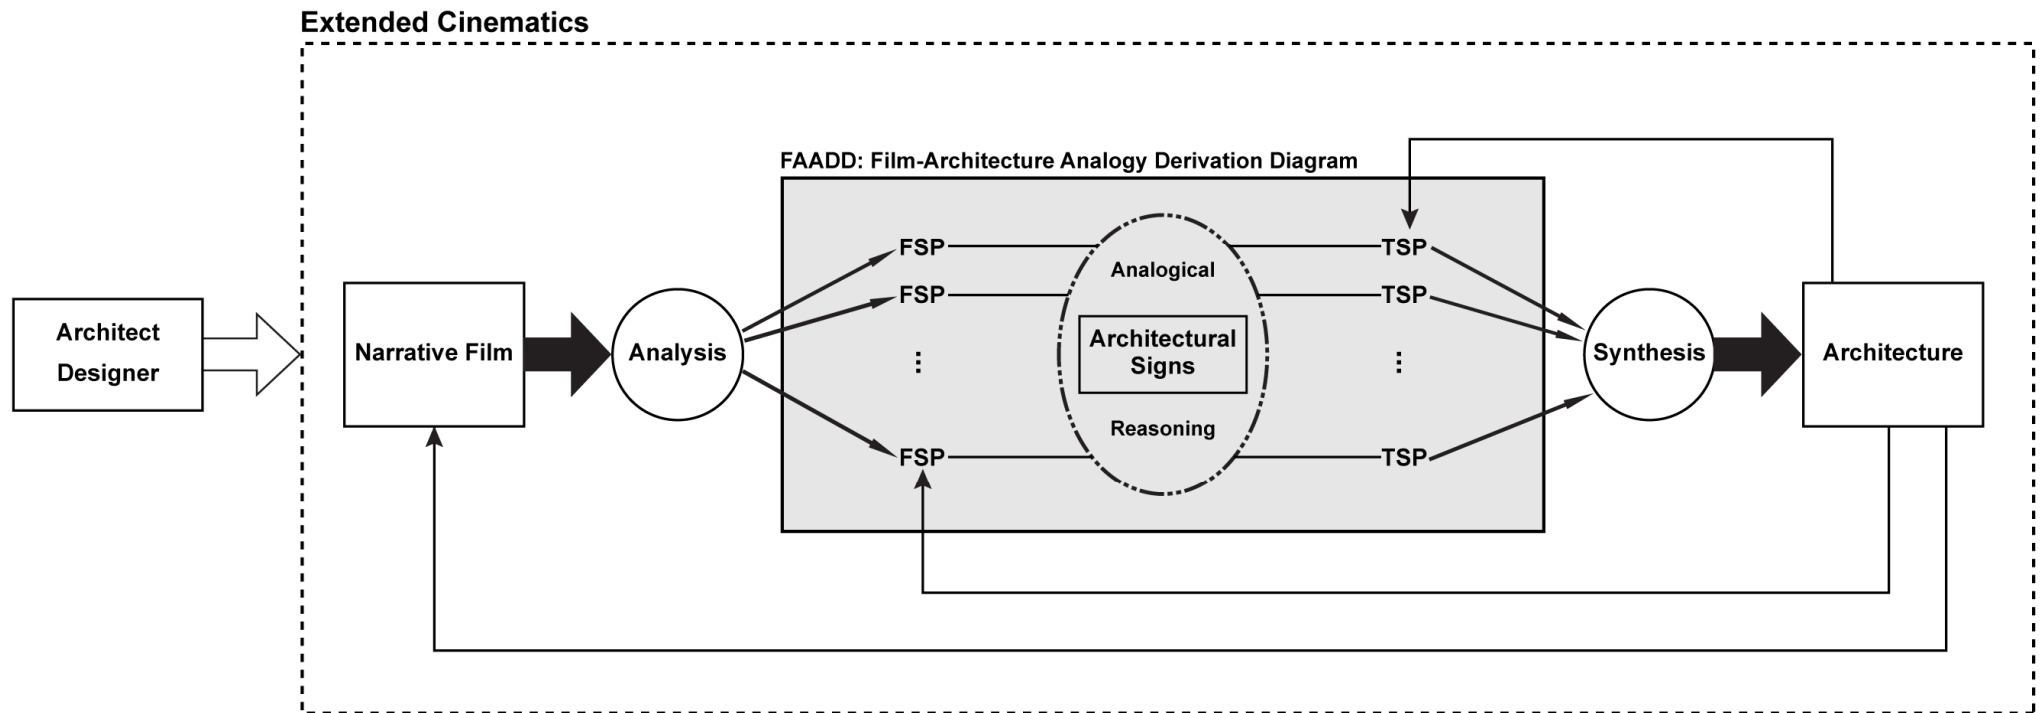 Extended Cinematics
Architect
Designer
Narrative Film
Analysis
FAADD: Film-Architecture Analogy Derivation Diagram
FSP
FSP
⋮
FSP
Analogical
Architectural
Signs
Reasoning
TSP
TSP
⋮
TSP
Synthesis
Architecture